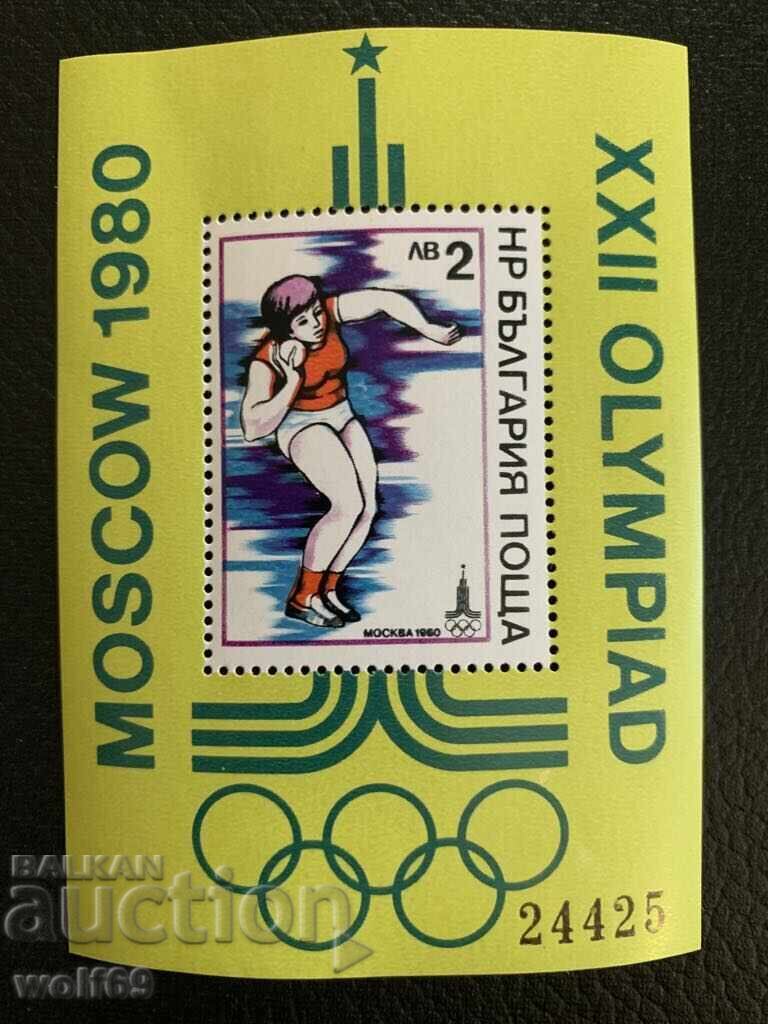 MOSCOW 1980
XXII OLYMPIAD
ЛВ 2
НР БЪЛГАРИЯ ПОЩА
МОСКВА 1980
24425
BALKAN
auction
wolf69